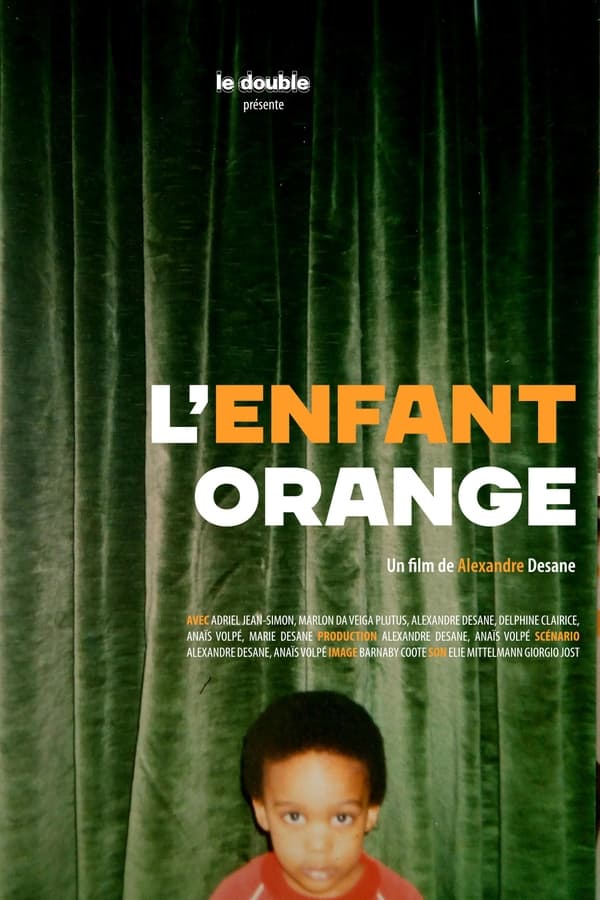 le double
présente
L'ENFANT
ORANGE
Un film de Alexandre Desane
AVEC ADRIEL JEAN-SIMON, MARLON DA VEIGA PLUTUS, ALEXANDRE DESANE, DELPHINE CLAIRICE,
ANAÏS VOLPÉ, MARIE DESANE PRODUCTION ALEXANDRE DESANE, ANAÏS VOLPÉ SCÉNARIO
ALEXANDRE DESANE, ANAÏS VOLPÉ IMAGE BARNABY COOTE SON ELIE MITTELMANN GIORGIO JOST